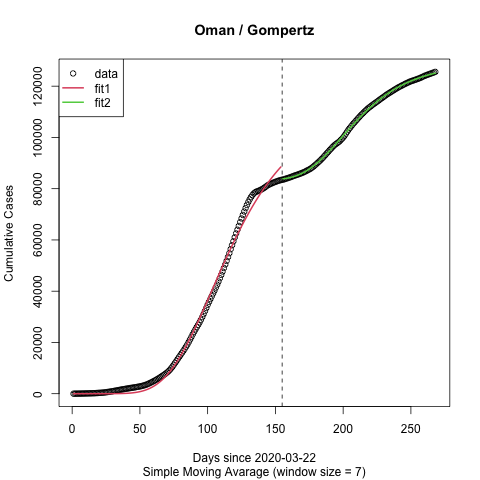 Oman / Gompertz
data
fit1
fit2
Cumulative Cases
0
20000
40000
60000
80000
100000
120000
0
50
100
150
200
250
Days since 2020-03-22
Simple Moving Avarage (window size = 7)